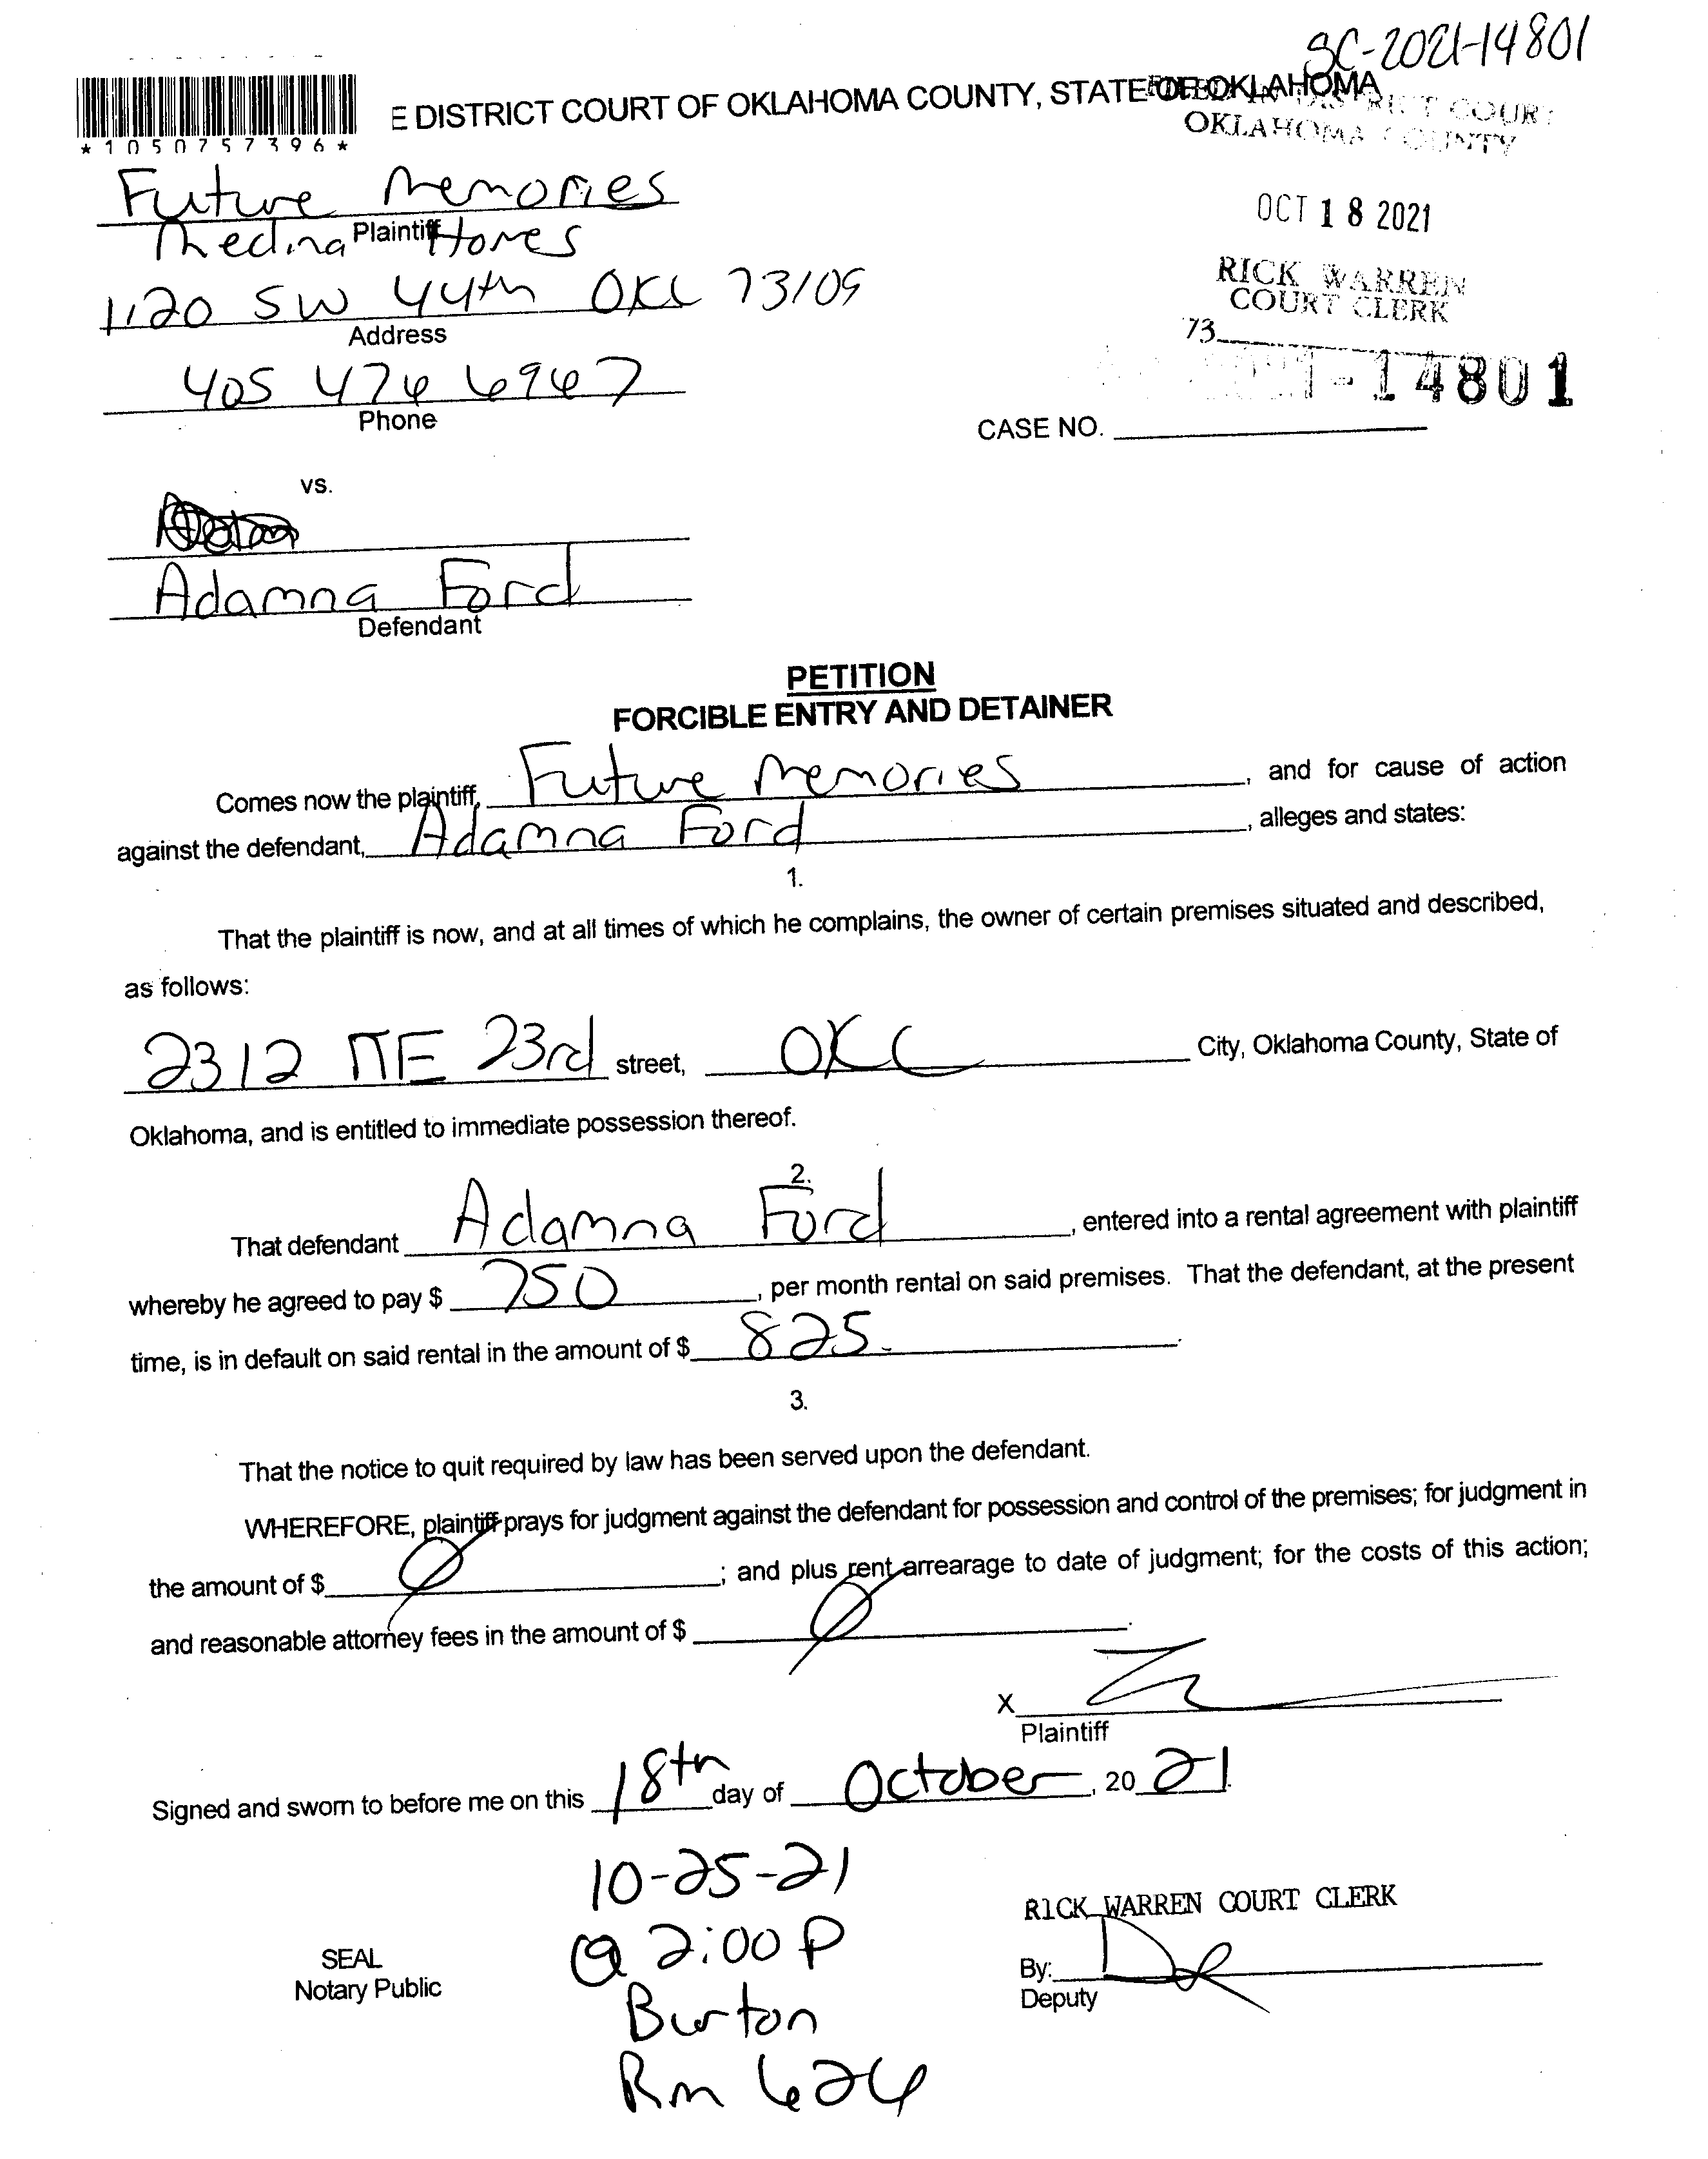 SC-2021-14801
E DISTRICT COURT OF OKLAHOMA COUNTY, STATE OF OKLAHOMA
FILED IN DISTRICT COURT
OKLAHOMA COUNTY
*1050757396*
Future Memories
Plaintiff
Medina Homes
OCT 18 2021
1120 SW 44th OKC 73109
Address
RICK WARREN
COURT CLERK
73
405 476 6967
Phone
-14801
CASE NO.
vs.
Adamna Ford
Defendant
PETITION
FORCIBLE ENTRY AND DETAINER
Comes now the plaintiff, Future Memories, and for cause of action
against the defendant, Adamna Ford, alleges and states:
1.
That the plaintiff is now, and at all times of which he complains, the owner of certain premises situated and described,
as follows:
2312 NE 23rd street, OKC City, Oklahoma County, State of
Oklahoma, and is entitled to immediate possession thereof.
2.
That defendant Adamna Ford, entered into a rental agreement with plaintiff
whereby he agreed to pay $ 750, per month rental on said premises. That the defendant, at the present
time, is in default on said rental in the amount of $ 825.
3.
That the notice to quit required by law has been served upon the defendant.
WHEREFORE, plaintiff prays for judgment against the defendant for possession and control of the premises; for judgment in
the amount of $ Ø; and plus rent arrearage to date of judgment; for the costs of this action;
and reasonable attorney fees in the amount of $ Ø.
X
Plaintiff
Signed and sworn to before me on this 18th day of October, 20 21.
10-25-21
@ 2:00 P
Burton
Rm 626
SEAL
Notary Public
RICK WARREN COURT CLERK
By:
Deputy